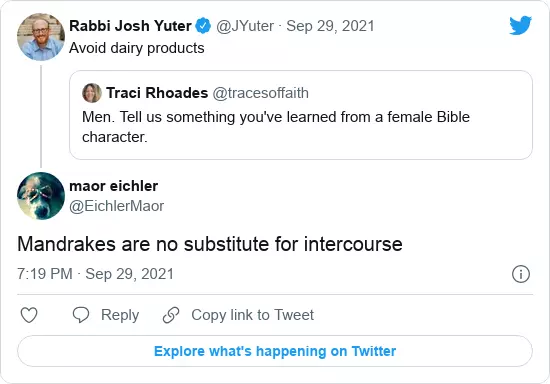 Rabbi Josh Yuter @JYuter · Sep 29, 2021
Avoid dairy products
Traci Rhoades @tracesoffaith
Men. Tell us something you've learned from a female Bible
character.
maor eichler
@EichlerMaor
Mandrakes are no substitute for intercourse
7:19 PM · Sep 29, 2021
Reply Copy link to Tweet
Explore what's happening on Twitter